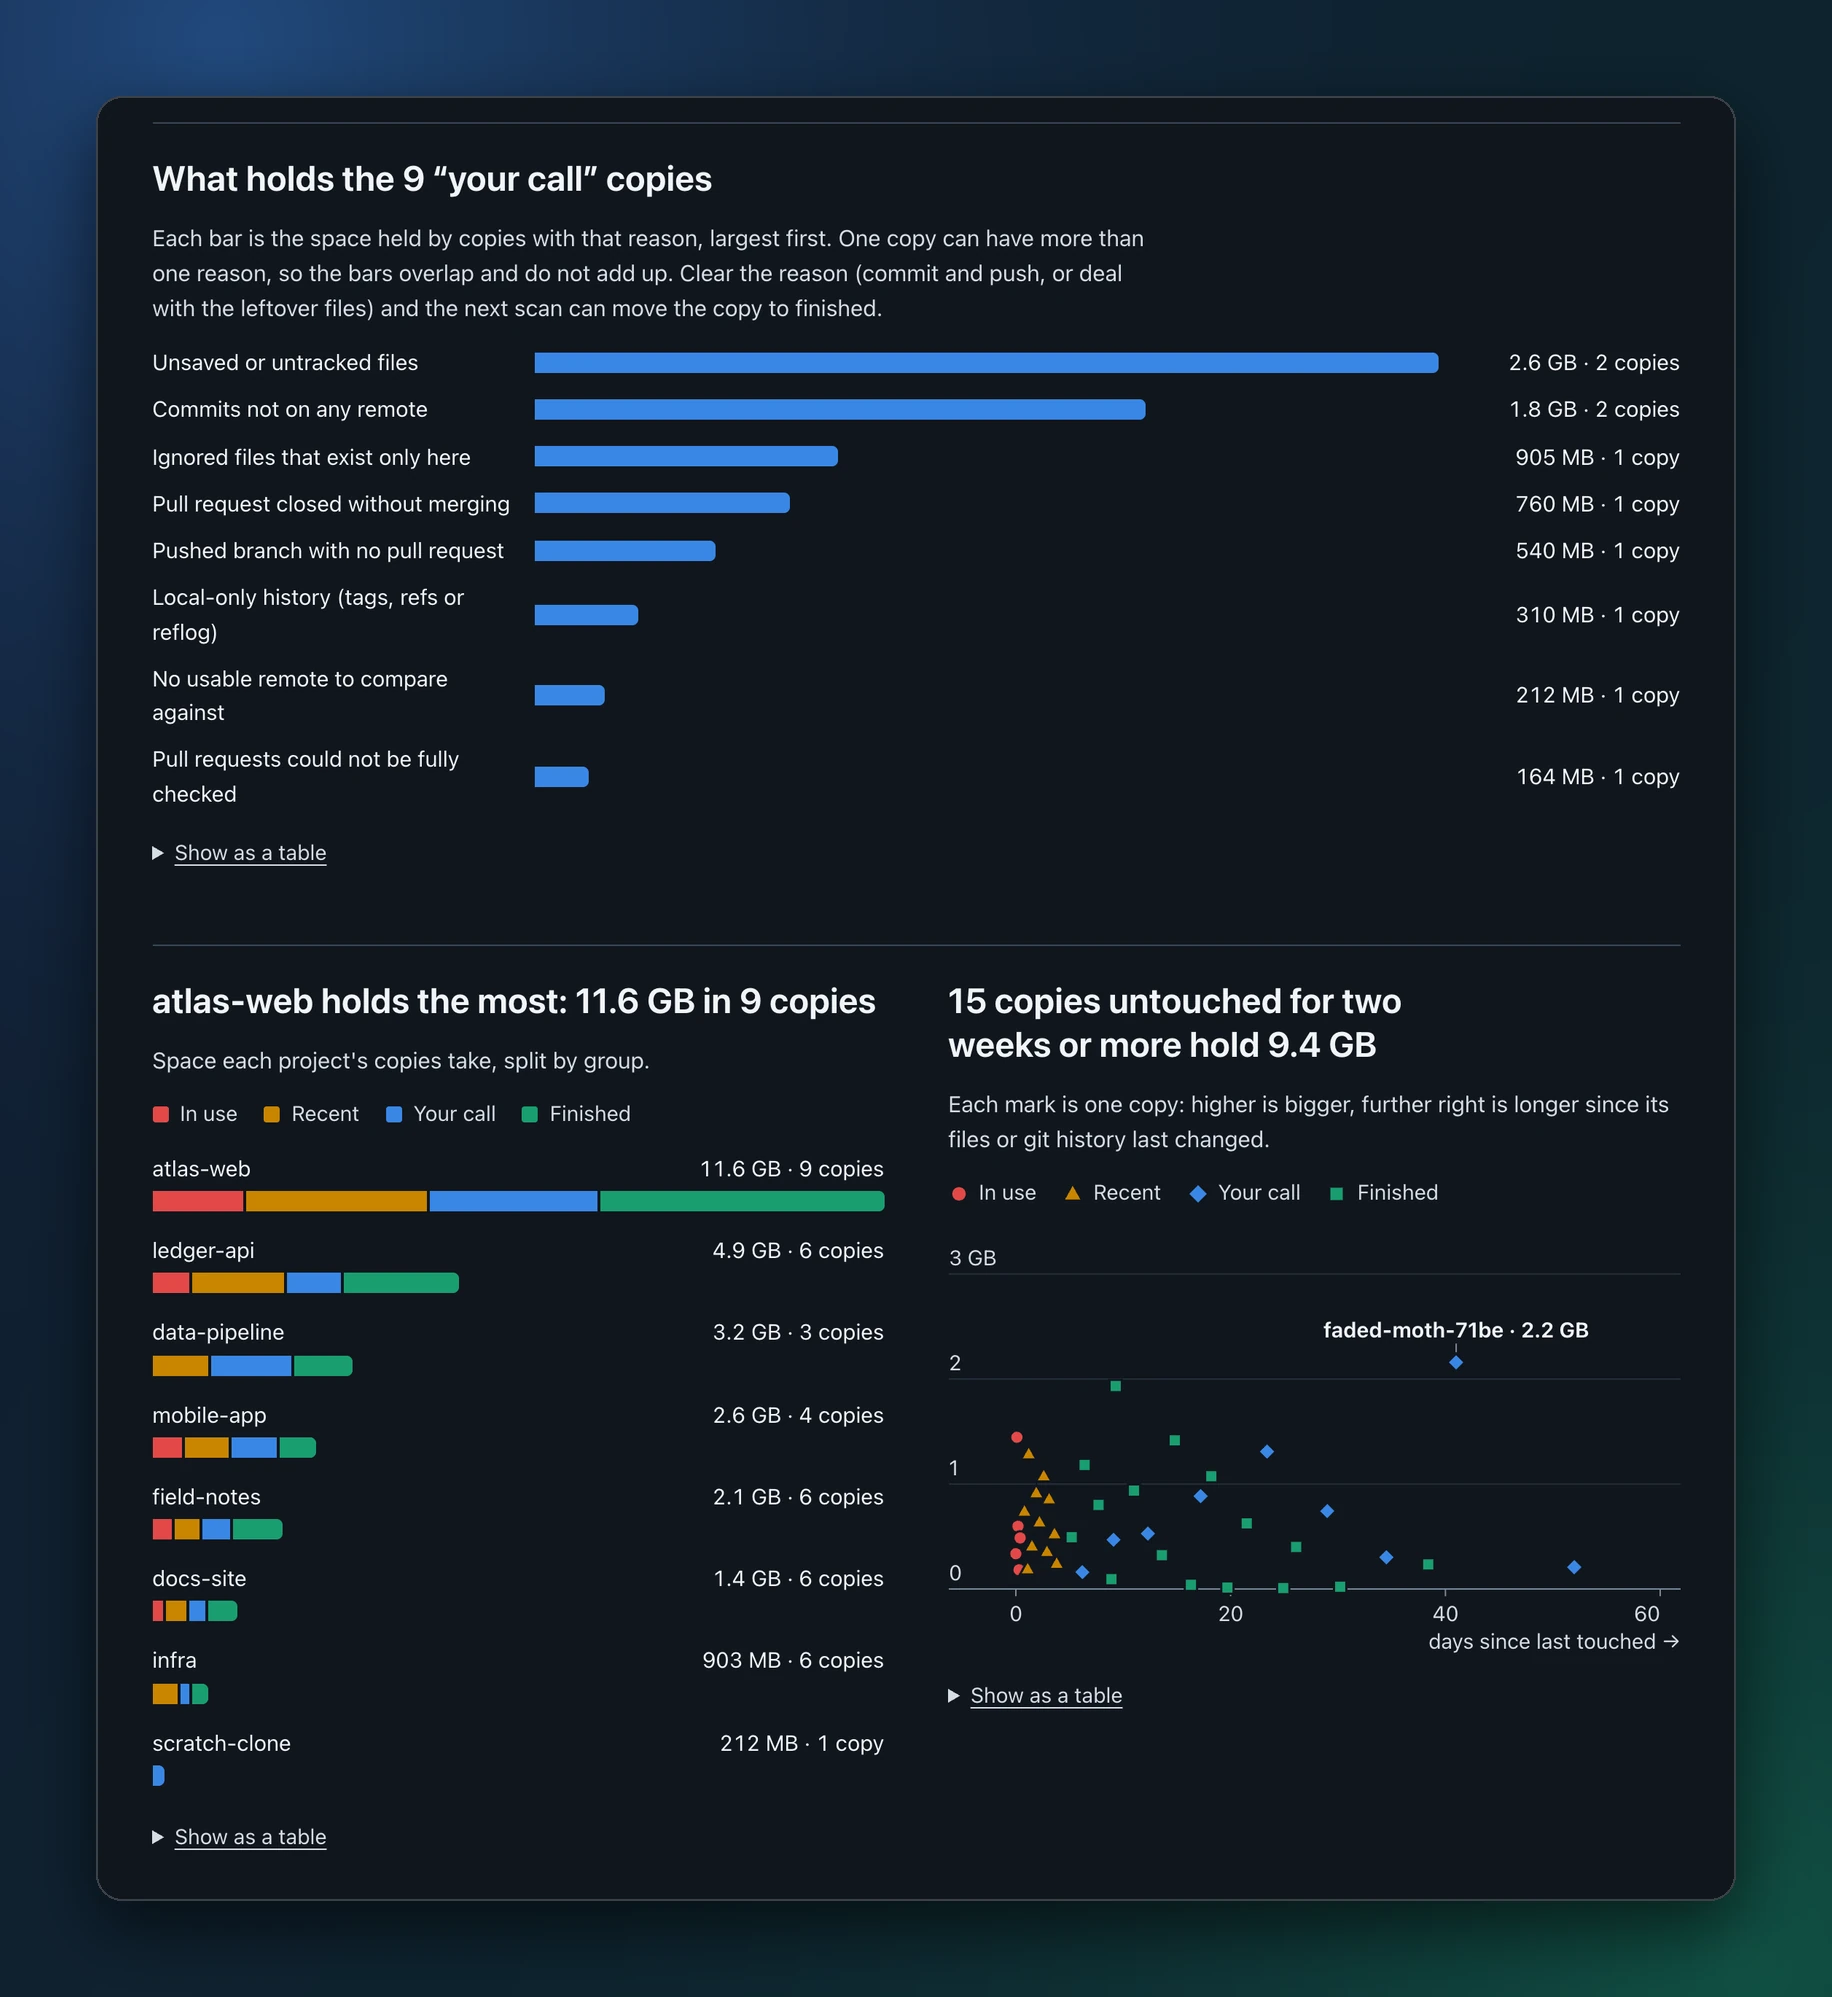 What holds the 9 “your call” copies
Each bar is the space held by copies with that reason, largest first. One copy can have more than
one reason, so the bars overlap and do not add up. Clear the reason (commit and push, or deal
with the leftover files) and the next scan can move the copy to finished.
Unsaved or untracked files 2.6 GB · 2 copies
Commits not on any remote 1.8 GB · 2 copies
Ignored files that exist only here 905 MB · 1 copy
Pull request closed without merging 760 MB · 1 copy
Pushed branch with no pull request 540 MB · 1 copy
Local-only history (tags, refs or
reflog)
310 MB · 1 copy
No usable remote to compare
against
212 MB · 1 copy
Pull requests could not be fully
checked
164 MB · 1 copy
Show as a table
atlas-web holds the most: 11.6 GB in 9 copies
Space each project's copies take, split by group.
In use Recent Your call Finished
atlas-web 11.6 GB · 9 copies
ledger-api 4.9 GB · 6 copies
data-pipeline 3.2 GB · 3 copies
mobile-app 2.6 GB · 4 copies
field-notes 2.1 GB · 6 copies
docs-site 1.4 GB · 6 copies
infra 903 MB · 6 copies
scratch-clone 212 MB · 1 copy
Show as a table
15 copies untouched for two
weeks or more hold 9.4 GB
Each mark is one copy: higher is bigger, further right is longer since its
files or git history last changed.
In use Recent Your call Finished
3 GB
faded-moth-71be · 2.2 GB
2
1
0
0 20 40 60
days since last touched →
Show as a table